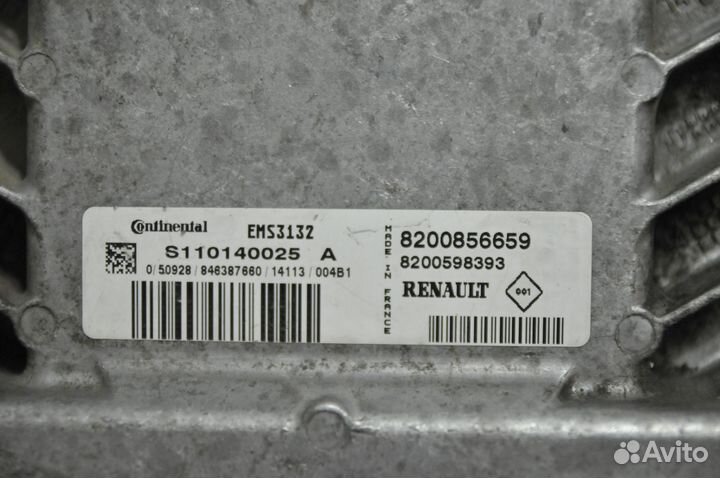 Continental EMS3132
S110140025 A
0/50928/846387660/14113/004B1
MADE IN FRANCE
8200856659
8200598393
RENAULT 001
Avito